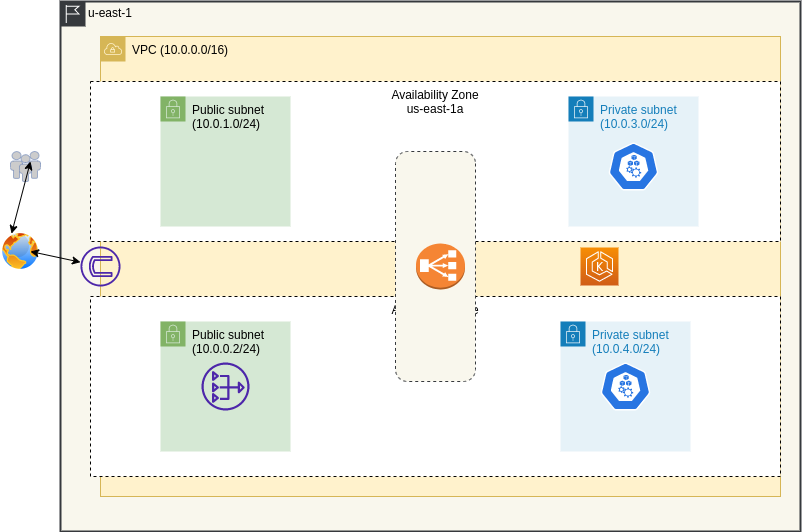 u-east-1
VPC (10.0.0.0/16)
Availability Zone
us-east-1a
Public subnet
(10.0.1.0/24)
Private subnet
(10.0.3.0/24)
Public subnet
(10.0.0.2/24)
Private subnet
(10.0.4.0/24)
K